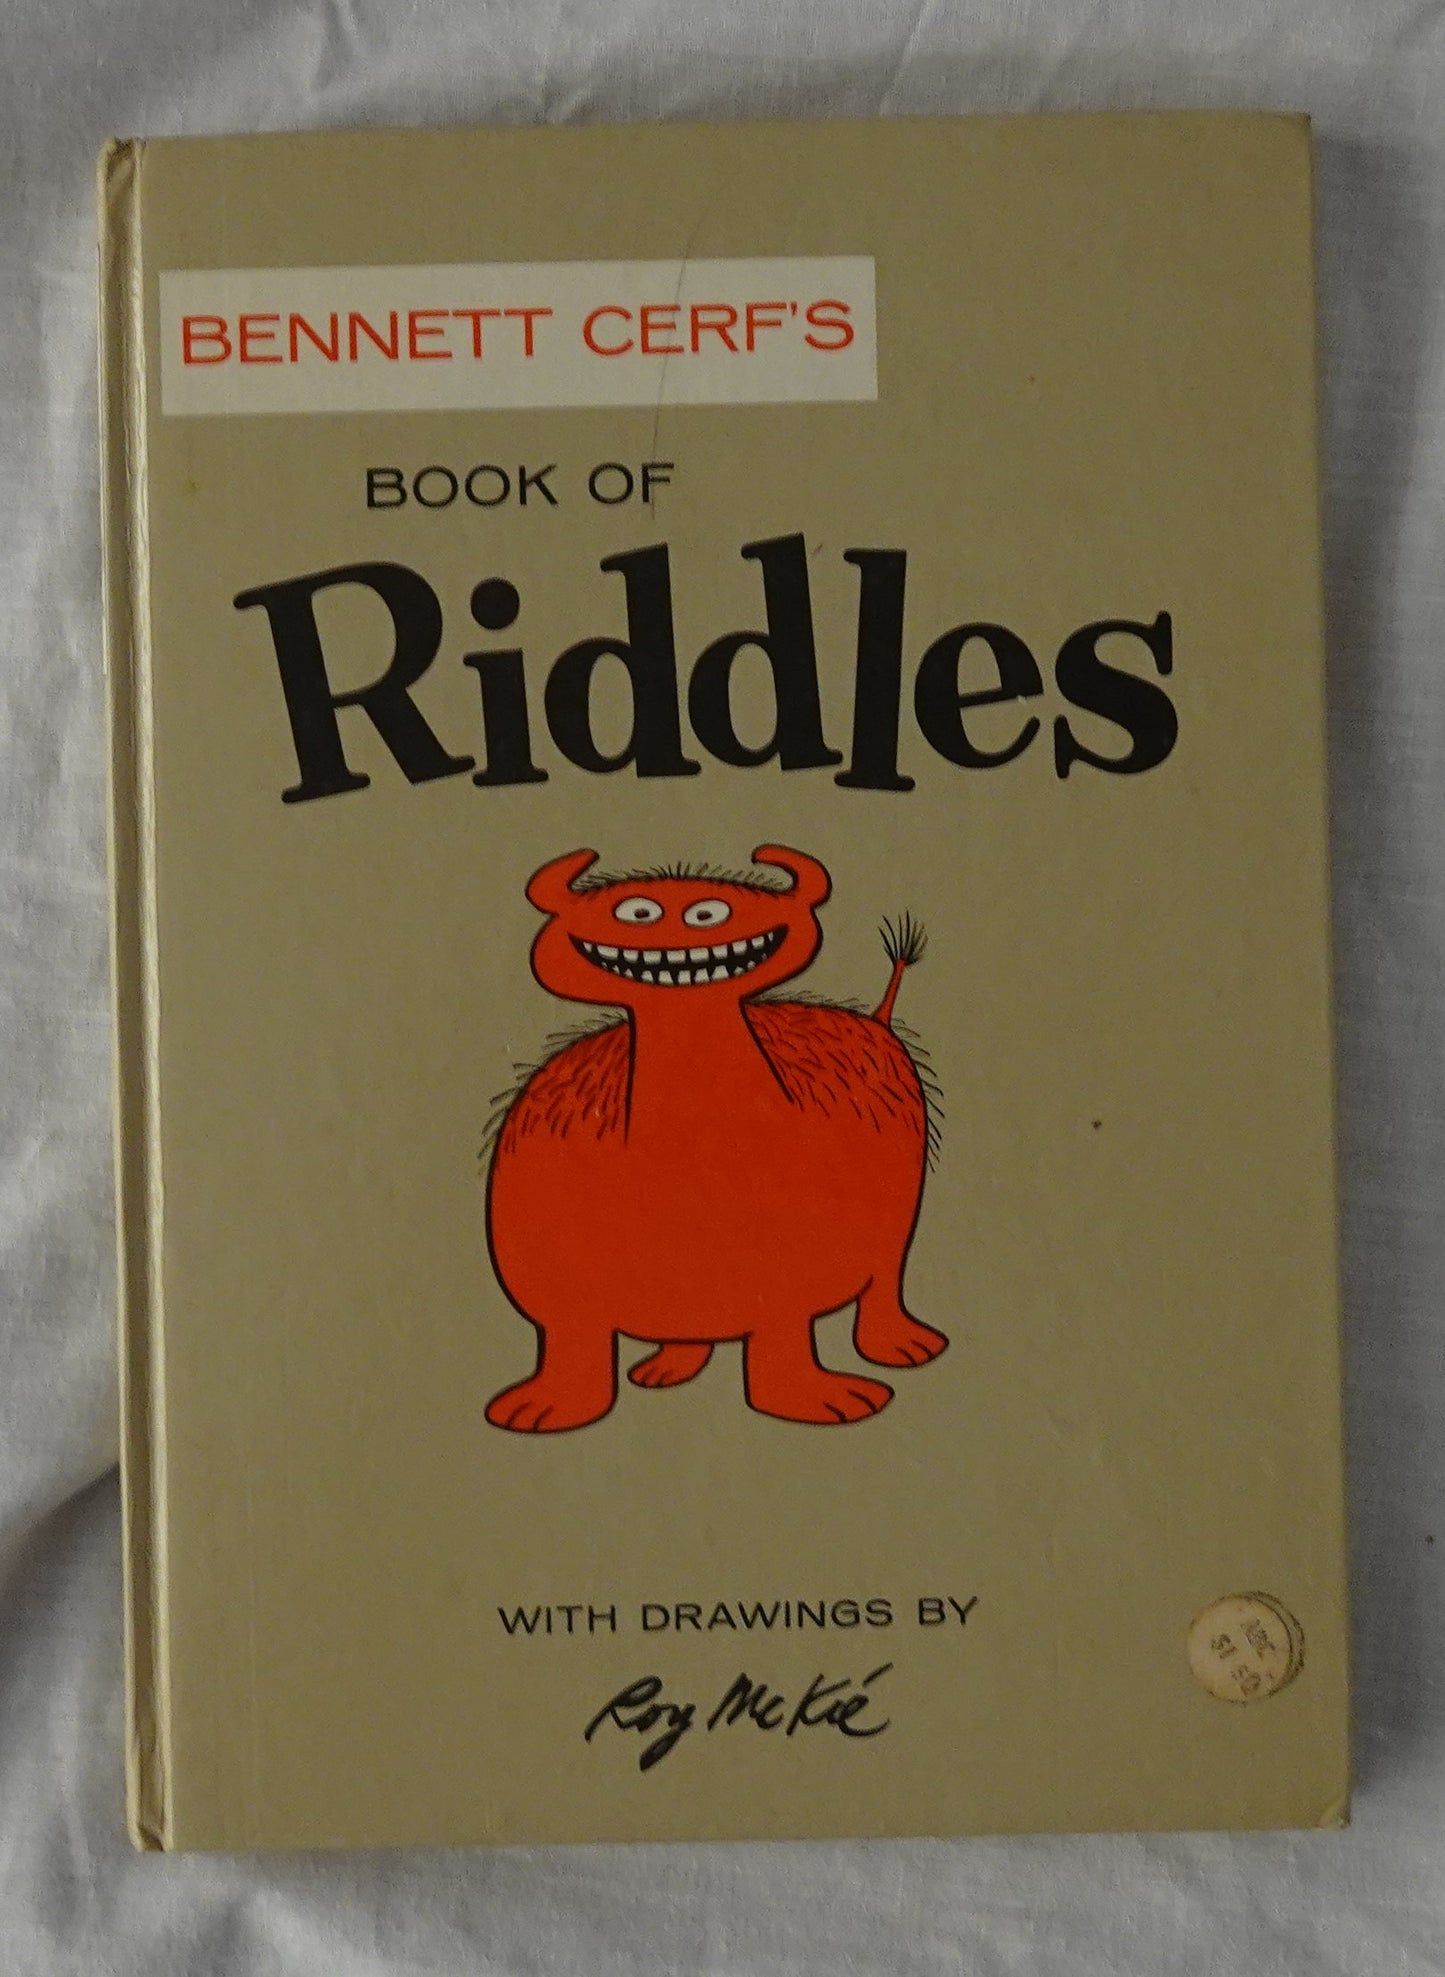 BENNETT CERF'S
BOOK OF
Riddles
WITH DRAWINGS BY
Roy McKié